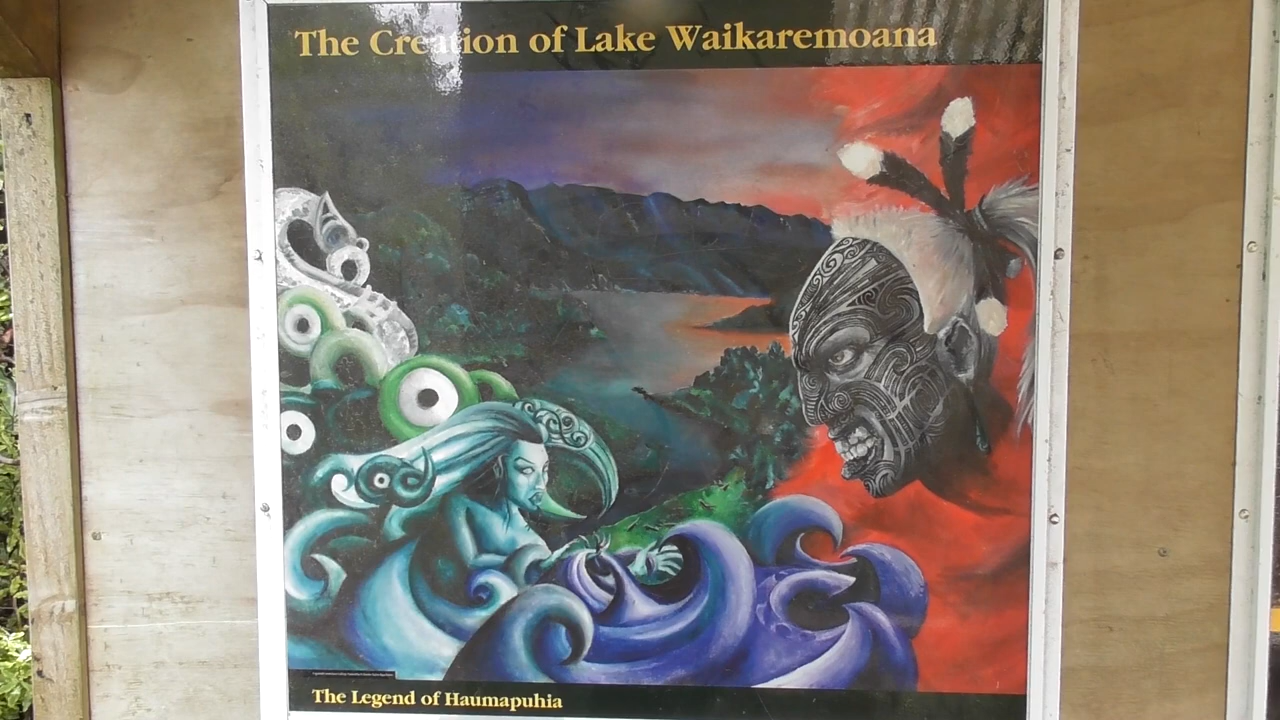 The Creation of Lake Waikaremoana
The Legend of Haumapuhia